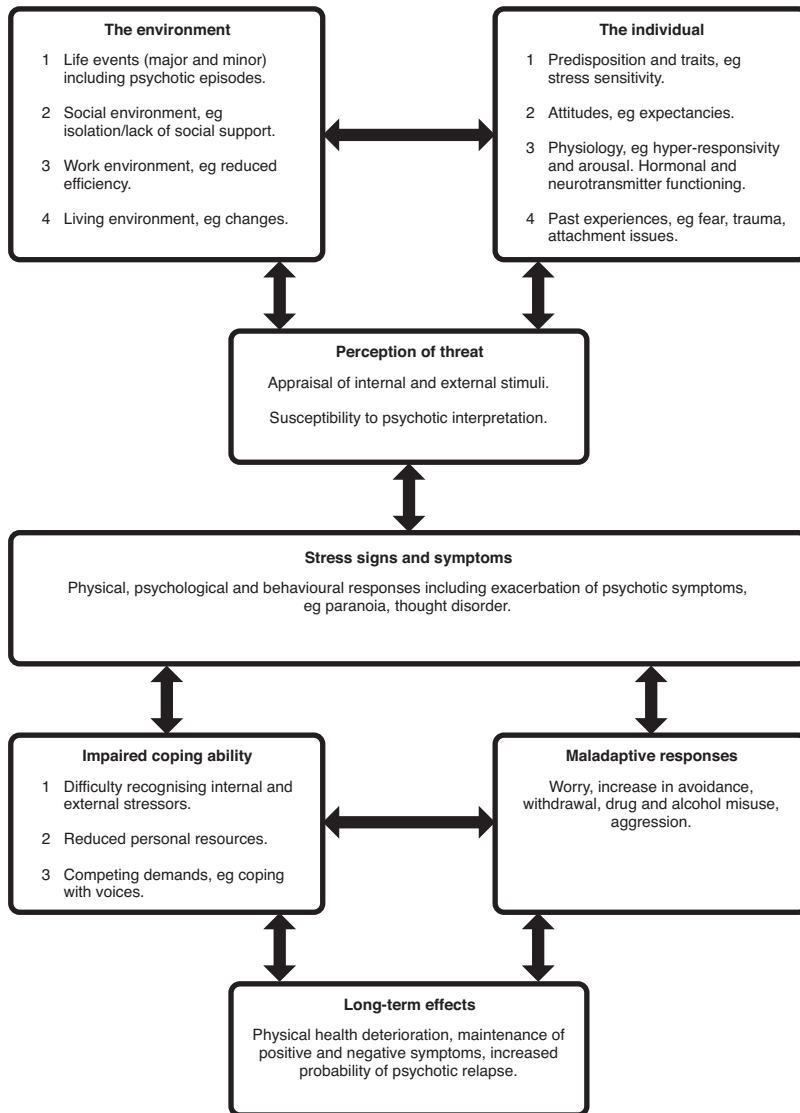 The environment
1 Life events (major and minor)
including psychotic episodes.
2 Social environment, eg
isolation/lack of social support.
3 Work environment, eg reduced
efficiency.
4 Living environment, eg changes.
The individual
1 Predisposition and traits, eg
stress sensitivity.
2 Attitudes, eg expectancies.
3 Physiology, eg hyper-responsivity
and arousal. Hormonal and
neurotransmitter functioning.
4 Past experiences, eg fear, trauma,
attachment issues.
Perception of threat
Appraisal of internal and external stimuli.
Susceptibility to psychotic interpretation.
Stress signs and symptoms
Physical, psychological and behavioural responses including exacerbation of psychotic symptoms,
eg paranoia, thought disorder.
Impaired coping ability
1 Difficulty recognising internal and
external stressors.
2 Reduced personal resources.
3 Competing demands, eg coping
with voices.
Maladaptive responses
Worry, increase in avoidance,
withdrawal, drug and alcohol misuse,
aggression.
Long-term effects
Physical health deterioration, maintenance of
positive and negative symptoms, increased
probability of psychotic relapse.